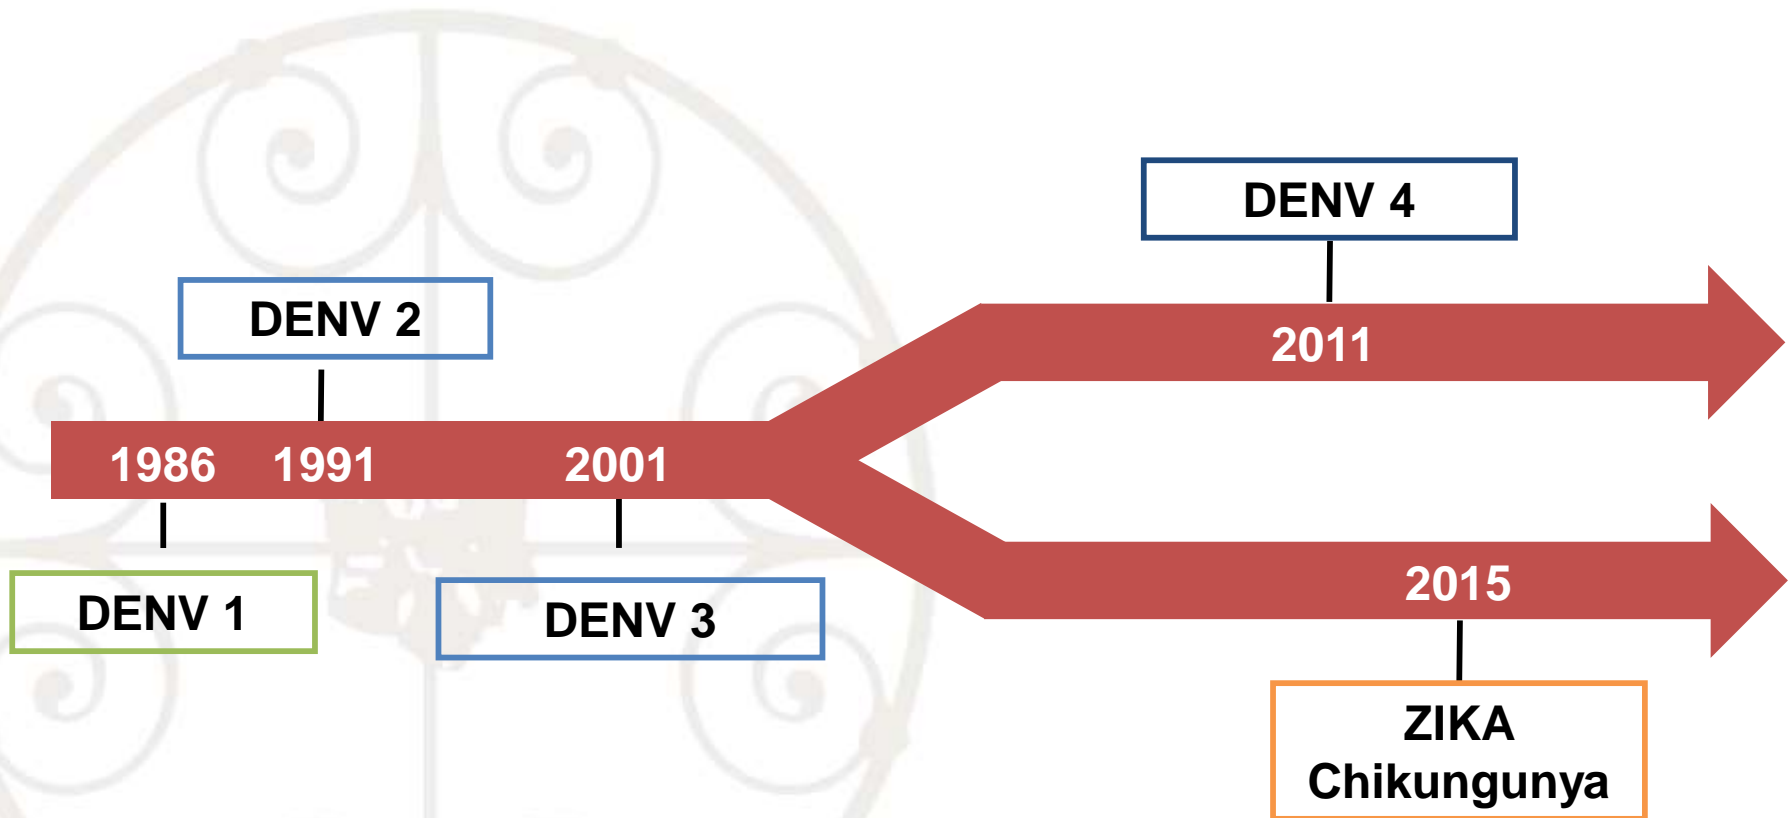 DENV 4
DENV 2
2011
1986 1991 2001
DENV 1
DENV 3
2015
ZIKA
Chikungunya